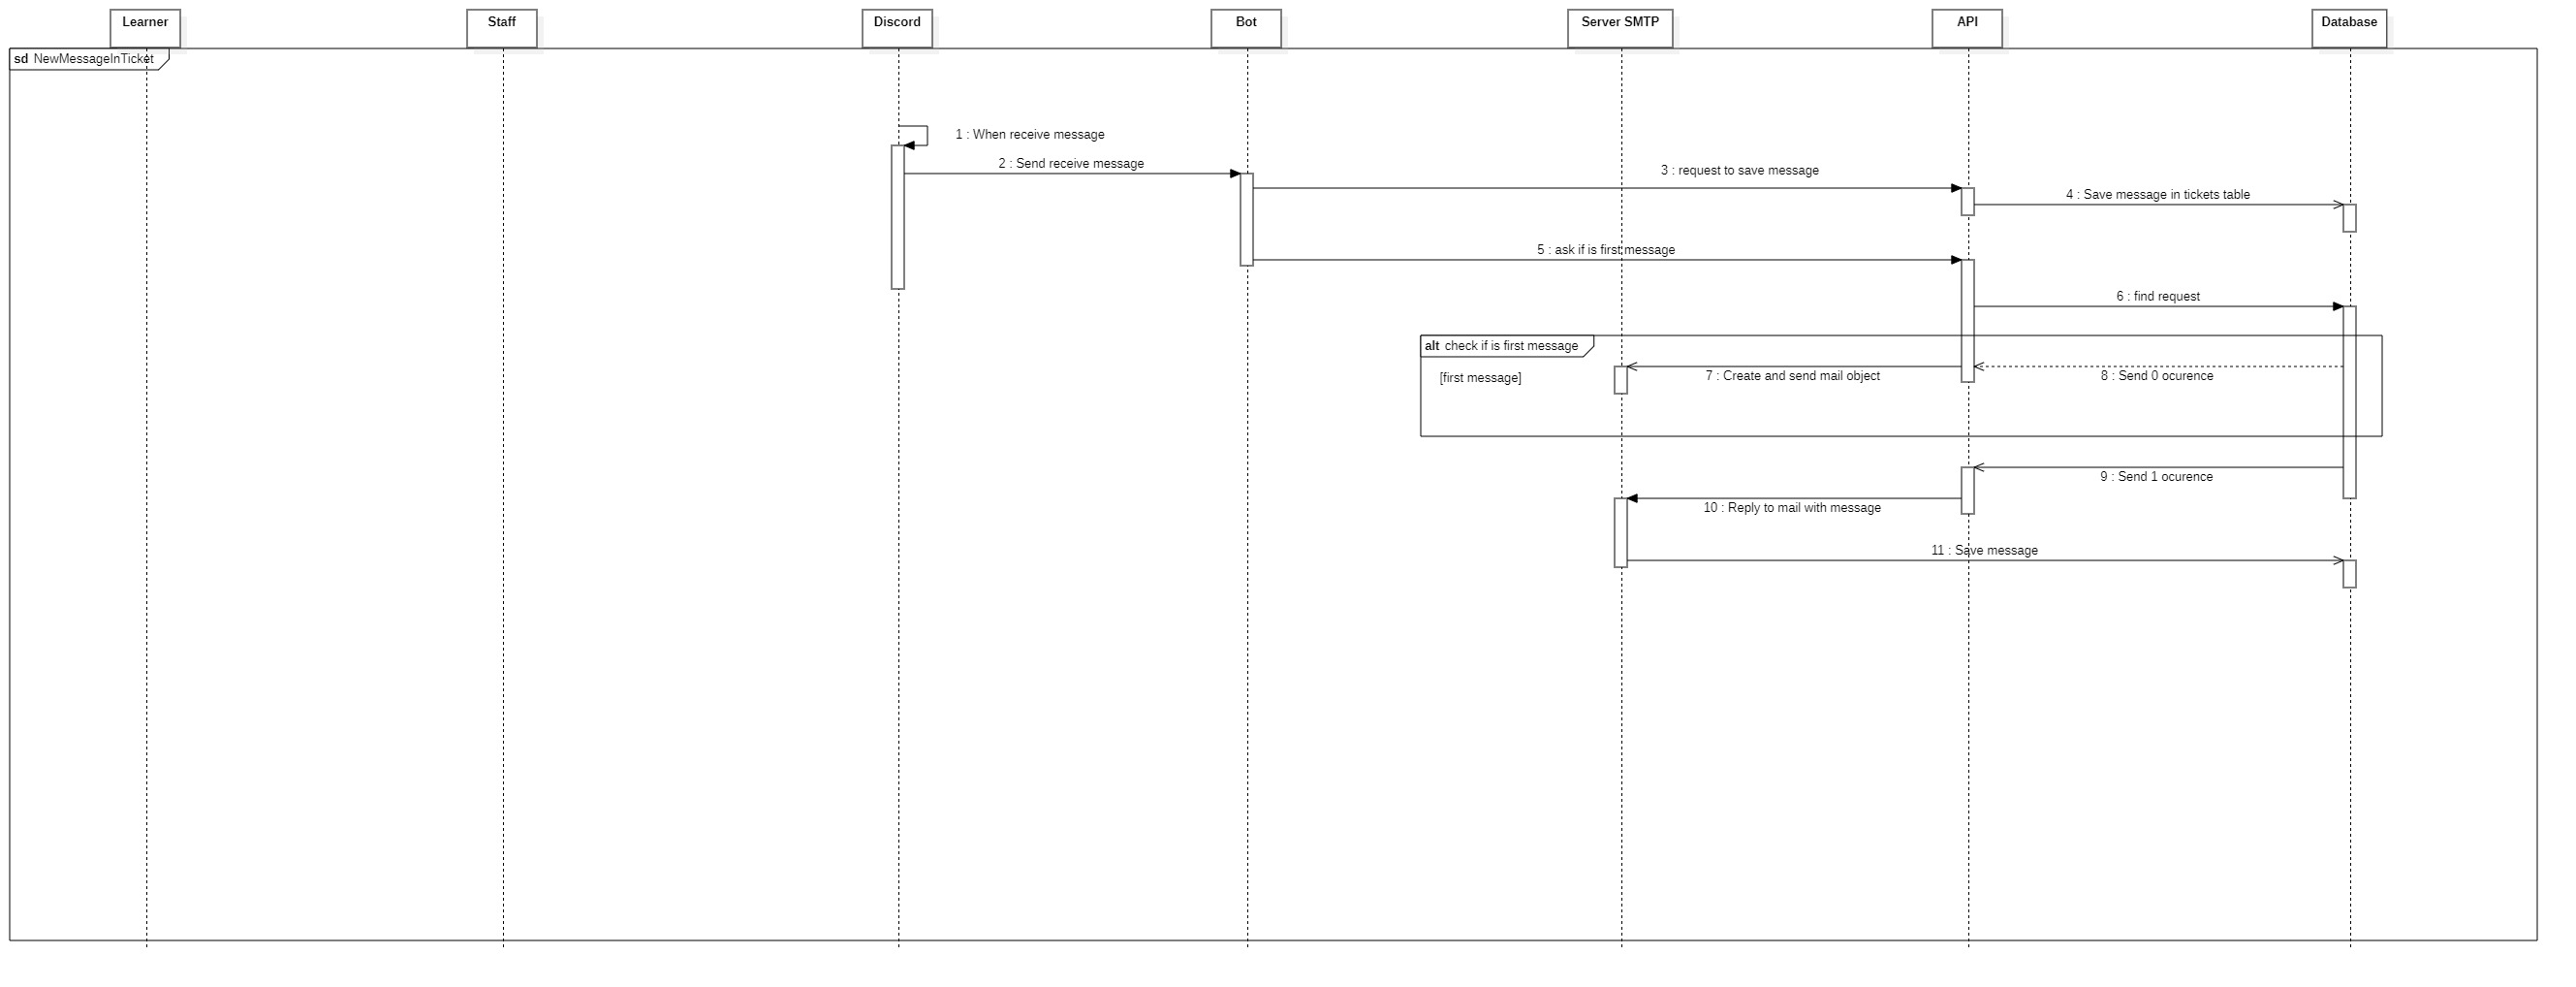 Learner
Staff
Discord
Bot
Server SMTP
API
Database
sd NewMessageInTicket
1 : When receive message
2 : Send receive message
3 : request to save message
4 : Save message in tickets table
5 : ask if is first message
6 : find request
alt check if is first message
[first message]
7 : Create and send mail object
8 : Send 0 ocurence
9 : Send 1 ocurence
10 : Reply to mail with message
11 : Save message